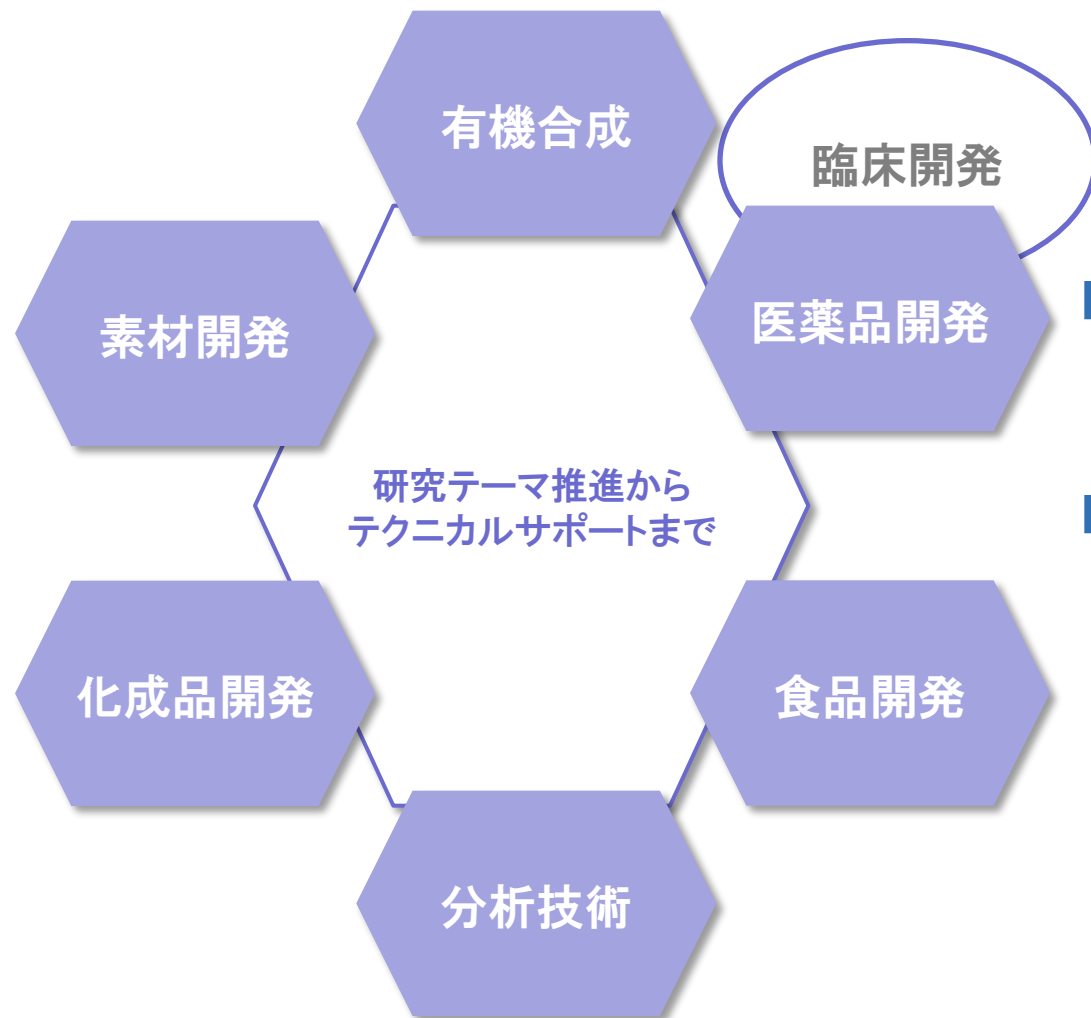 有機合成
臨床開発
素材開発
医薬品開発
研究テーマ推進から
テクニカルサポートまで
化成品開発
食品開発
分析技術